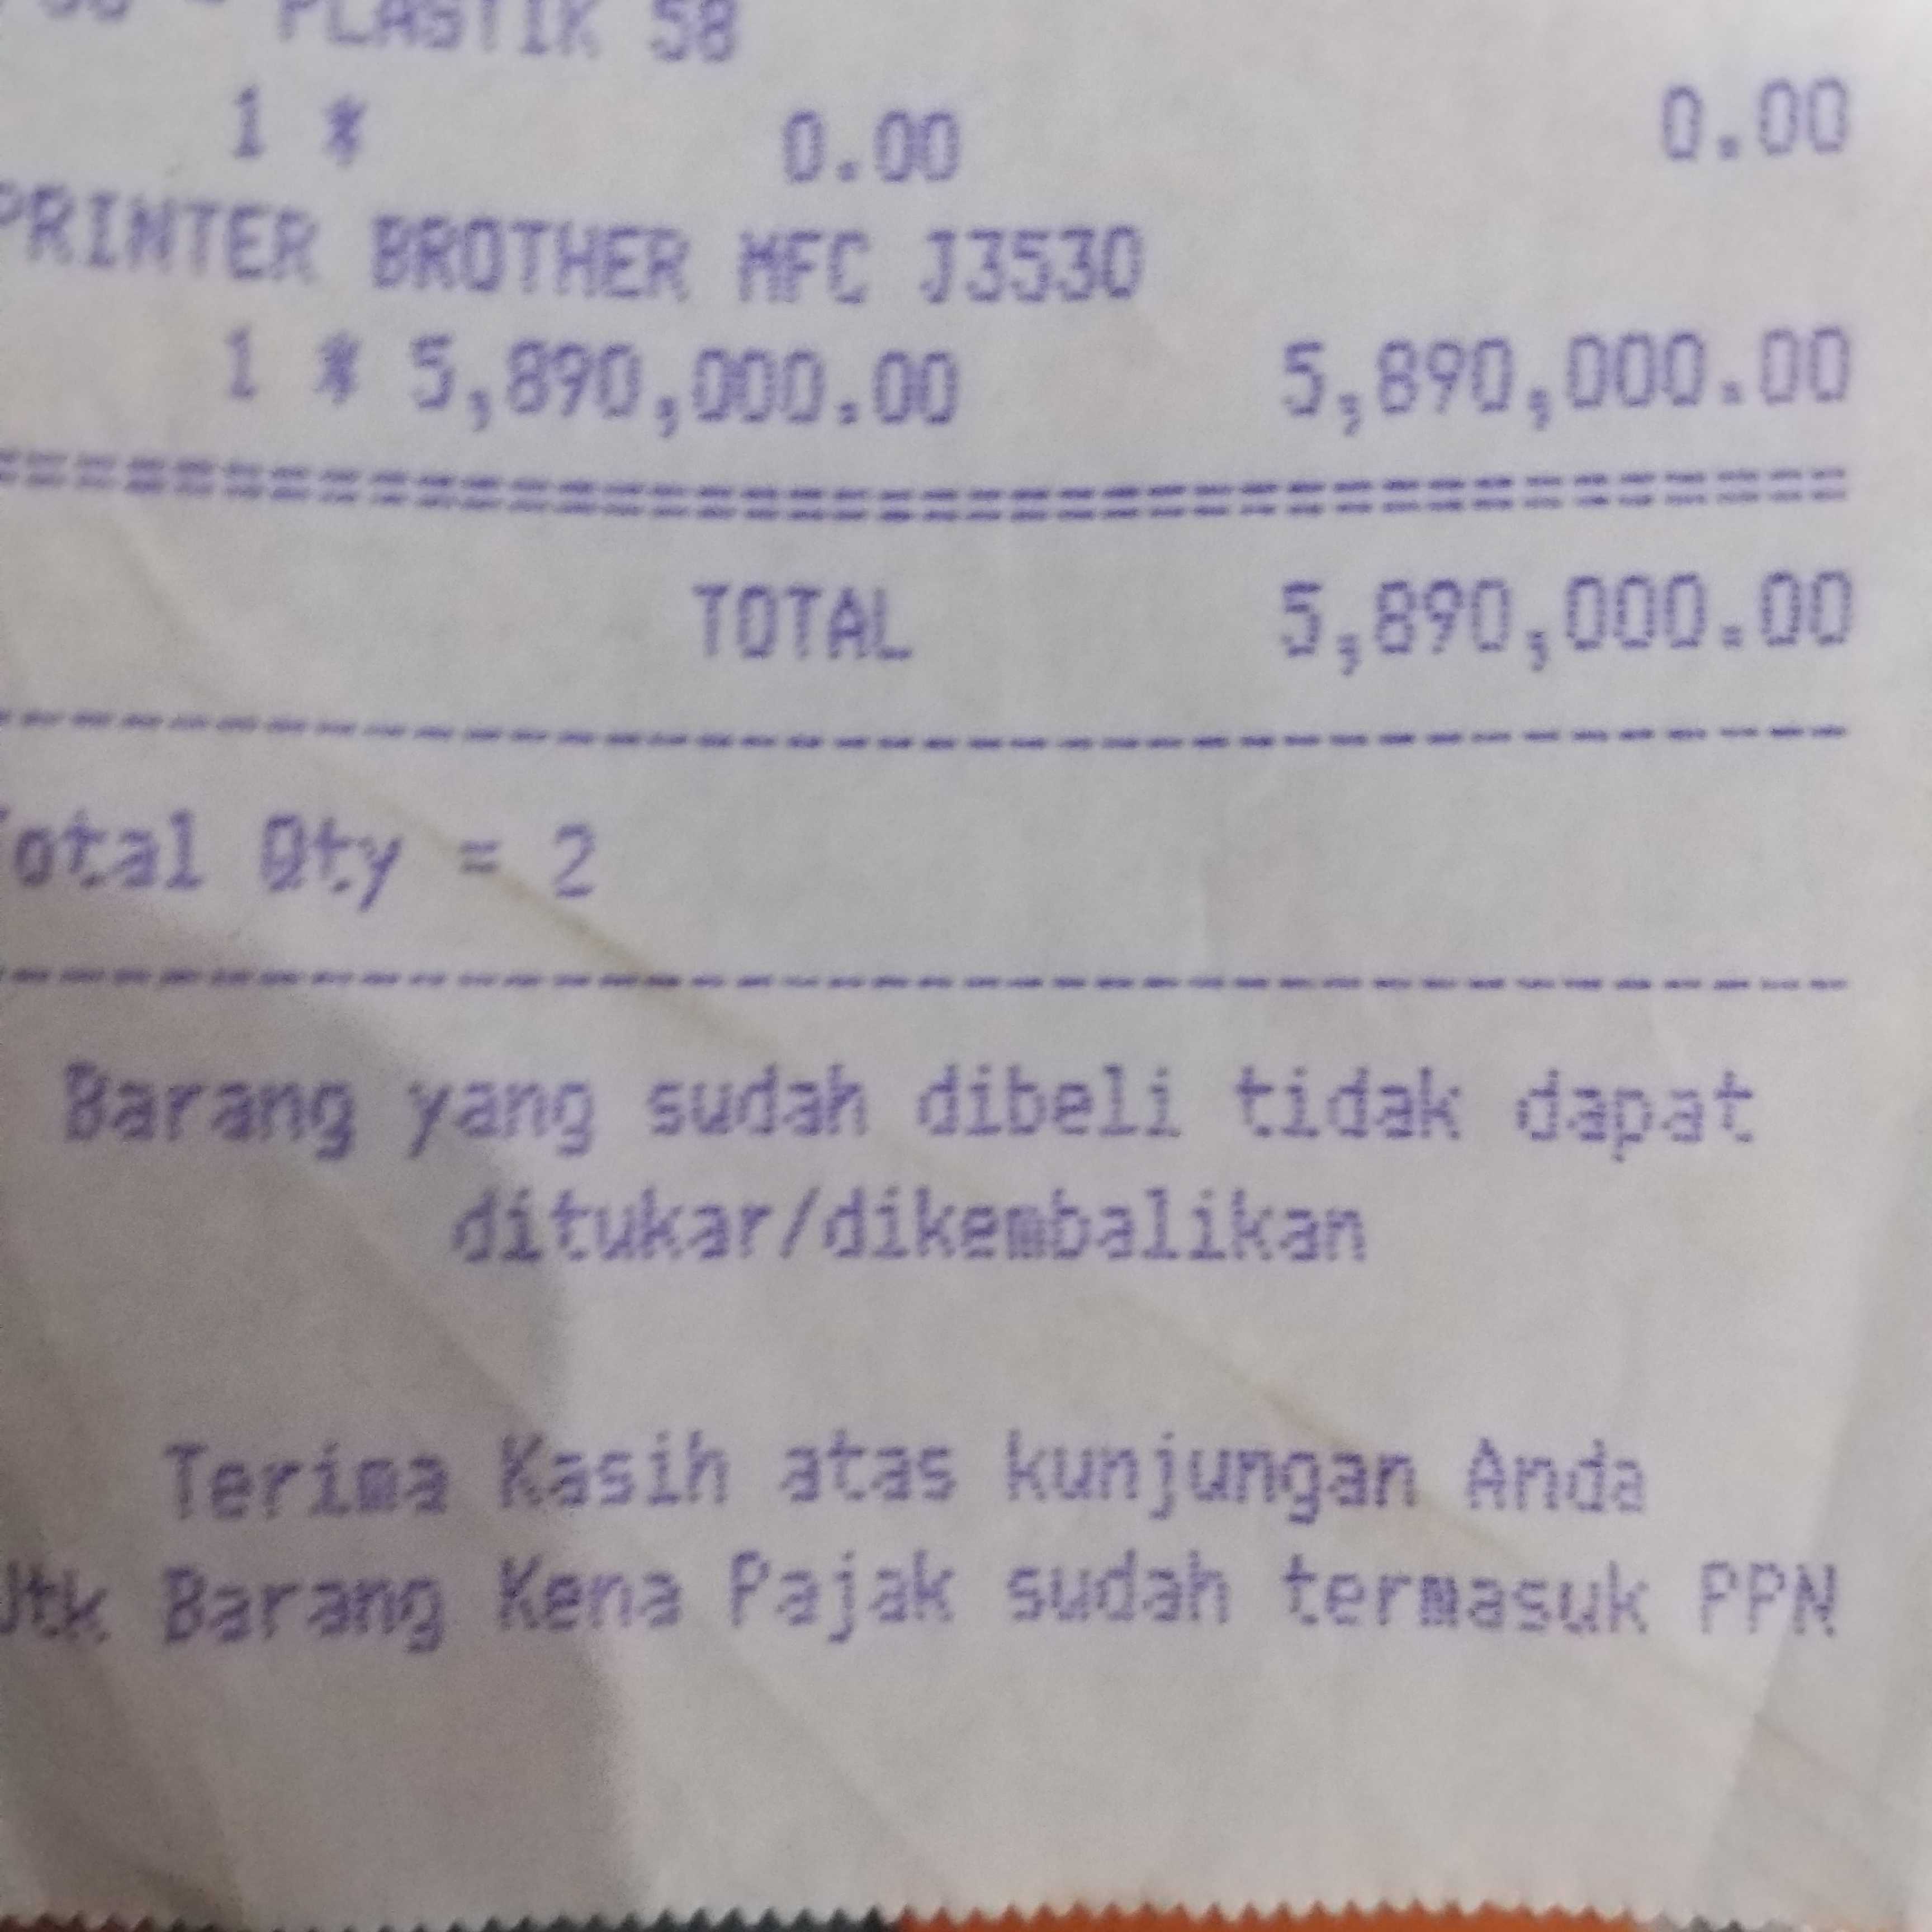 PLASTIK 58
1 * 0.00 0.00
PRINTER BROTHER MFC J3530
1 * 5,890,000.00 5,890,000.00
TOTAL 5,890,000.00
Total Qty = 2
Barang yang sudah dibeli tidak dapat
ditukar/dikembalikan
Terima Kasih atas kunjungan Anda
Utk Barang Kena Pajak sudah termasuk PPN